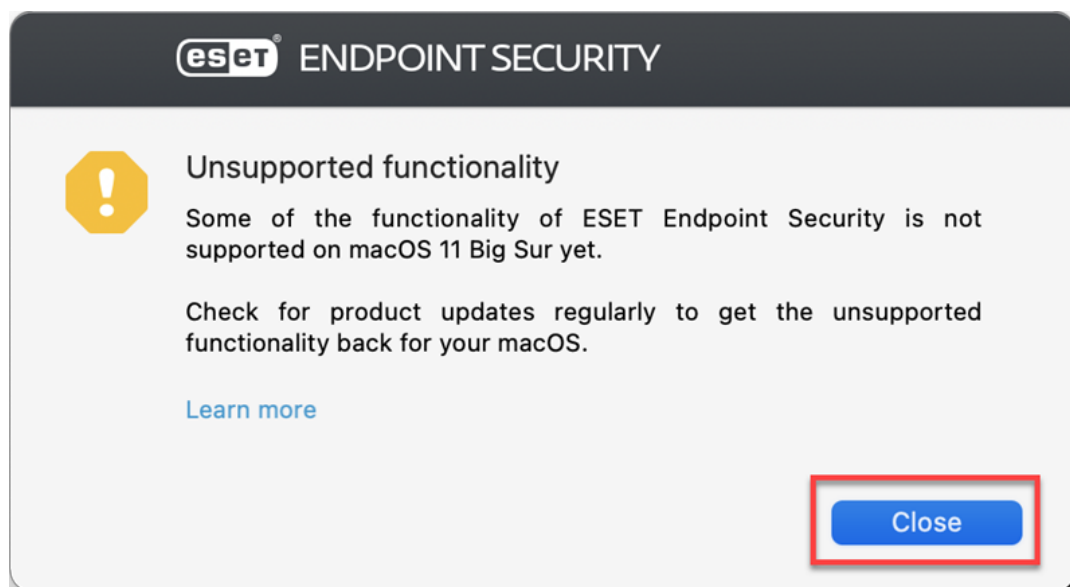 eset® ENDPOINT SECURITY
Unsupported functionality
Some of the functionality of ESET Endpoint Security is not
supported on macOS 11 Big Sur yet.
Check for product updates regularly to get the unsupported
functionality back for your macOS.
Learn more
Close